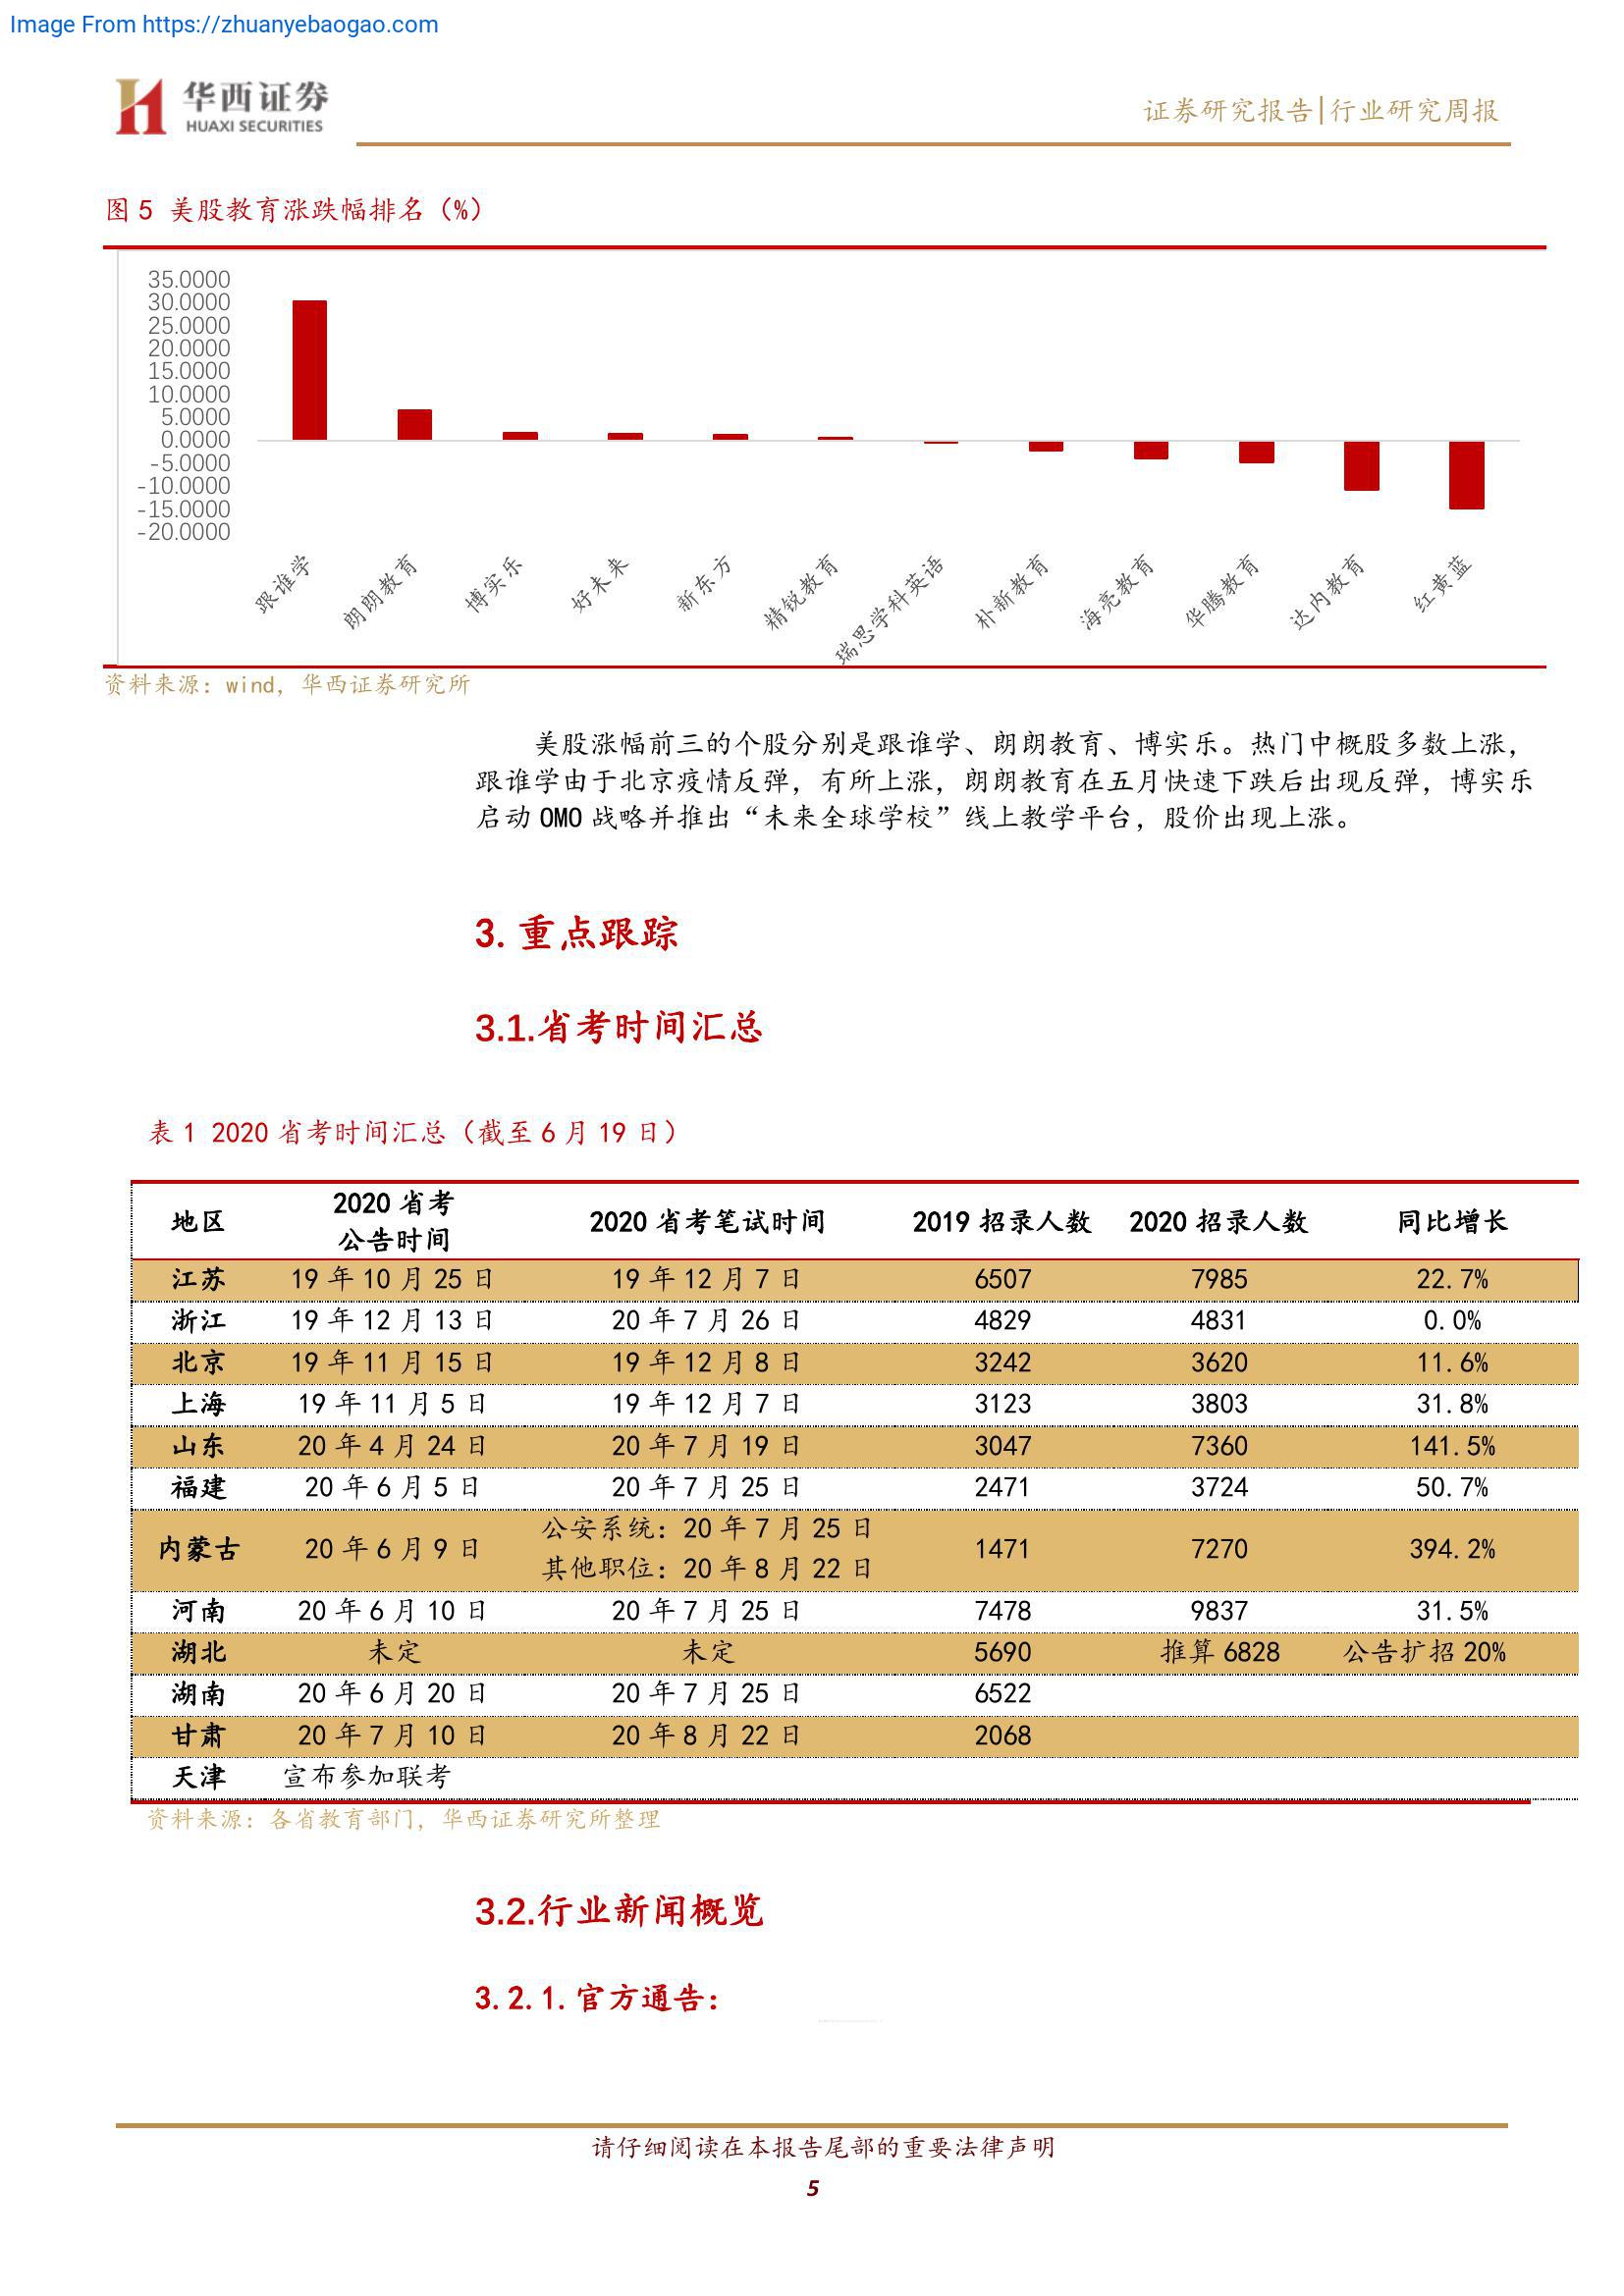 Image From https://zhuanyebaogao.com
华西证券
HUAXI SECURITIES
证券研究报告|行业研究周报
图 5 美股教育涨跌幅排名（%）
35.0000
30.0000
25.0000
20.0000
15.0000
10.0000
5.0000
0.0000
-5.0000
-10.0000
-15.0000
-20.0000
跟谁学
朗朗教育
博实乐
好未来
新东方
精锐教育
瑞思学科英语
朴新教育
海亮教育
华腾教育
达内教育
红黄蓝
资料来源：wind，华西证券研究所
美股涨幅前三的个股分别是跟谁学、朗朗教育、博实乐。热门中概股多数上涨，
跟谁学由于北京疫情反弹，有所上涨，朗朗教育在五月快速下跌后出现反弹，博实乐
启动 OMO 战略并推出“未来全球学校”线上教学平台，股价出现上涨。
3. 重点跟踪
3.1.省考时间汇总
表 1 2020 省考时间汇总（截至 6 月 19 日）
地区 2020 省考 公告时间 2020 省考笔试时间 2019 招录人数 2020 招录人数 同比增长
江苏 19 年 10 月 25 日 19 年 12 月 7 日 6507 7985 22.7%
浙江 19 年 12 月 13 日 20 年 7 月 26 日 4829 4831 0.0%
北京 19 年 11 月 15 日 19 年 12 月 8 日 3242 3620 11.6%
上海 19 年 11 月 5 日 19 年 12 月 7 日 3123 3803 31.8%
山东 20 年 4 月 24 日 20 年 7 月 19 日 3047 7360 141.5%
福建 20 年 6 月 5 日 20 年 7 月 25 日 2471 3724 50.7%
内蒙古 20 年 6 月 9 日 公安系统：20 年 7 月 25 日 其他职位：20 年 8 月 22 日 1471 7270 394.2%
河南 20 年 6 月 10 日 20 年 7 月 25 日 7478 9837 31.5%
湖北 未定 未定 5690 推算 6828 公告扩招 20%
湖南 20 年 6 月 20 日 20 年 7 月 25 日 6522
甘肃 20 年 7 月 10 日 20 年 8 月 22 日 2068
天津 宣布参加联考
资料来源：各省教育部门，华西证券研究所整理
3.2.行业新闻概览
3.2.1.官方通告：
请仔细阅读在本报告尾部的重要法律声明
5